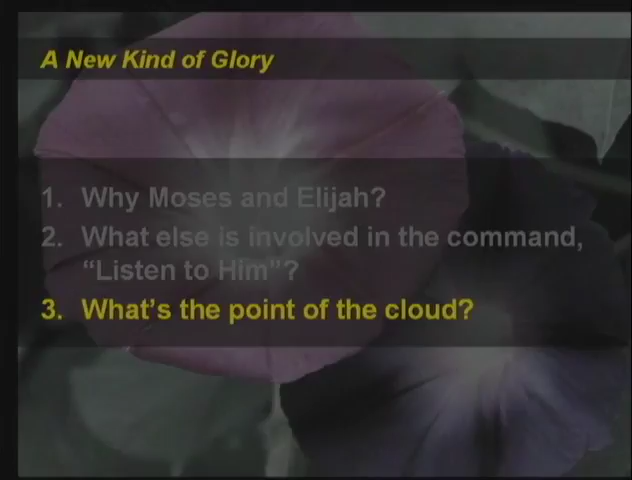 A New Kind of Glory
1. Why Moses and Elijah?
2. What else is involved in the command,
“Listen to Him”?
3. What’s the point of the cloud?